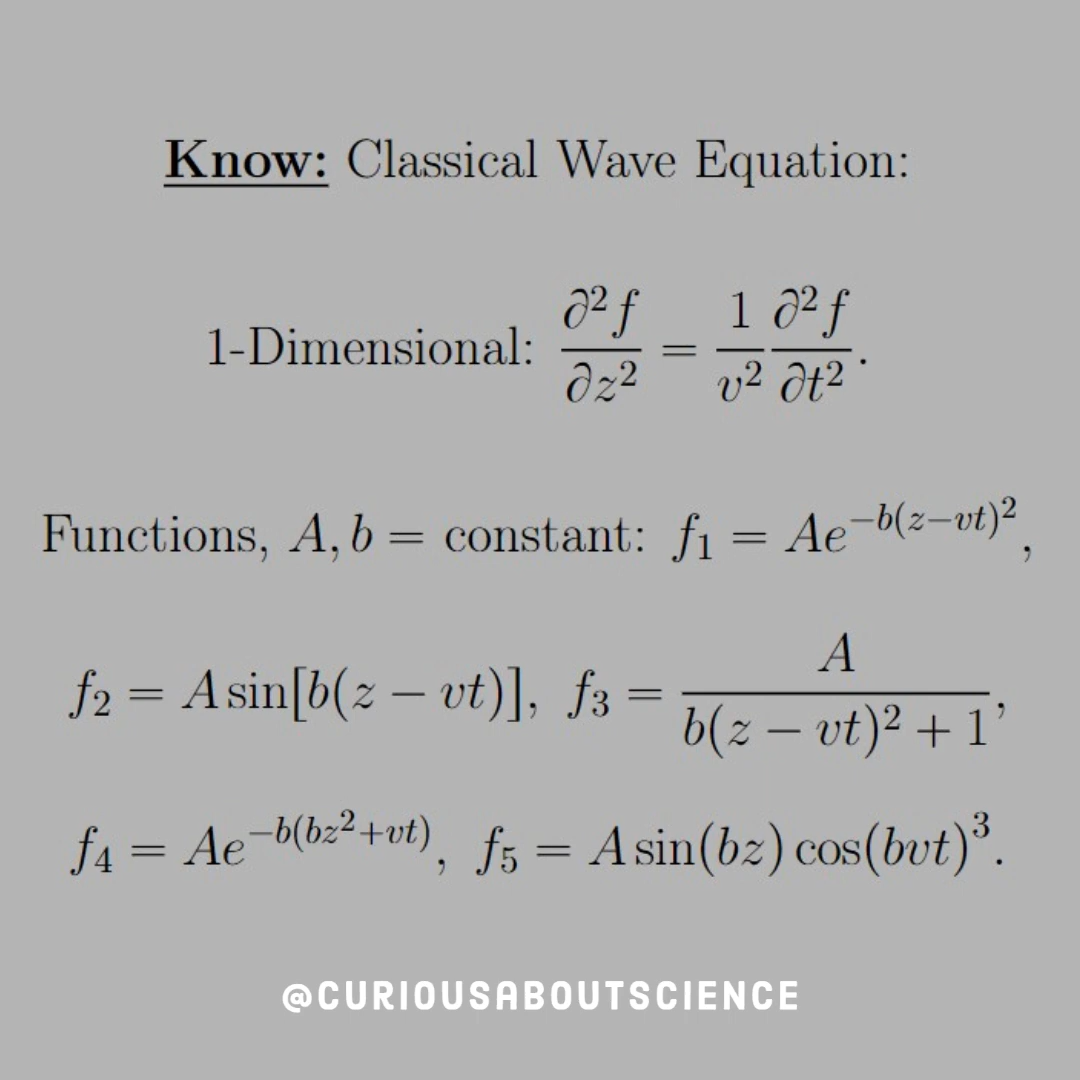 Know: Classical Wave Equation:
1-Dimensional: ∂²f/∂z² = 1/v² ∂²f/∂t².
Functions, A, b = constant: f₁ = Ae^{−b(z−vt)²},
f₂ = A sin[b(z − vt)], f₃ = A/(b(z − vt)² + 1),
f₄ = Ae^{−b(bz²+vt)}, f₅ = A sin(bz) cos(bvt)³.
@CURIOUSABOUTSCIENCE